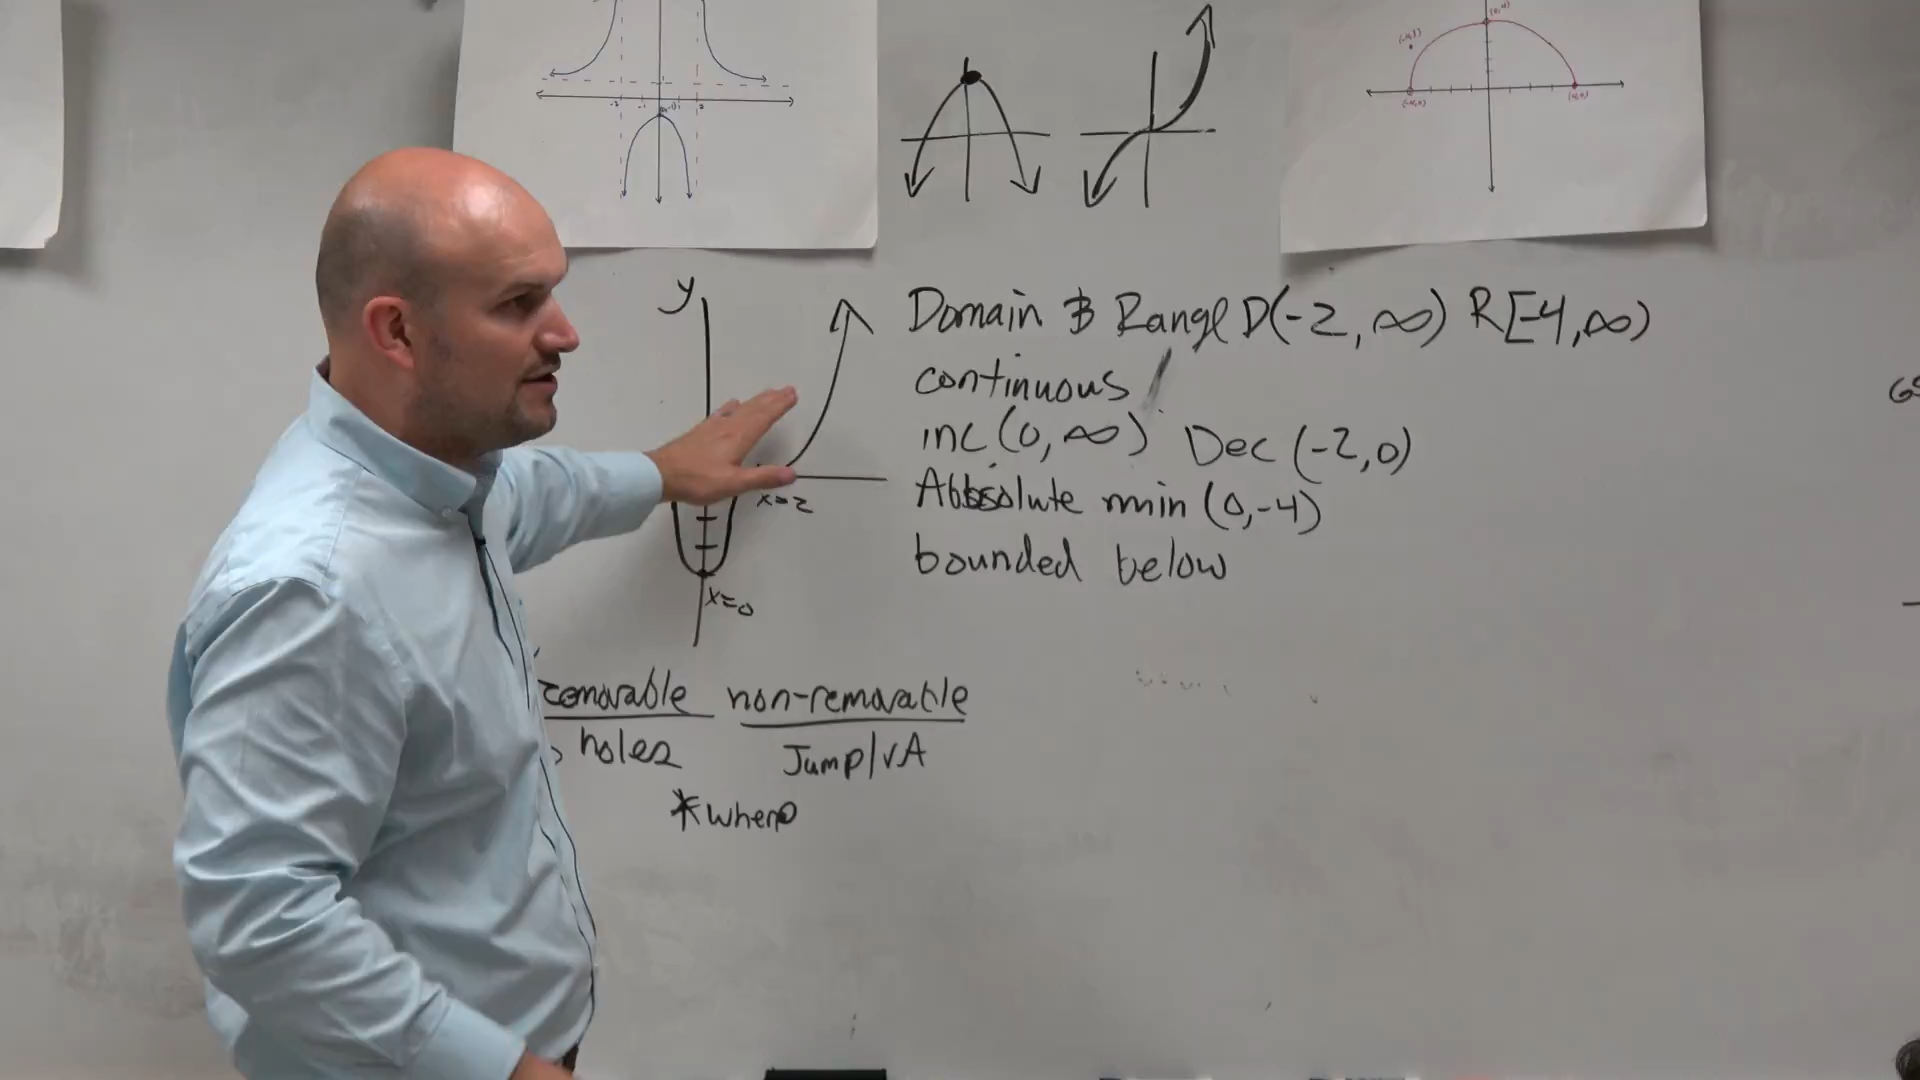 y
Domain & Range D(-2, ∞) R[-4, ∞)
continuous
inc (0, ∞) Dec (-2, 0)
Absolute min (0, -4)
bounded below
x=2
x=0
removable non-removable
holes Jump/VA
*where